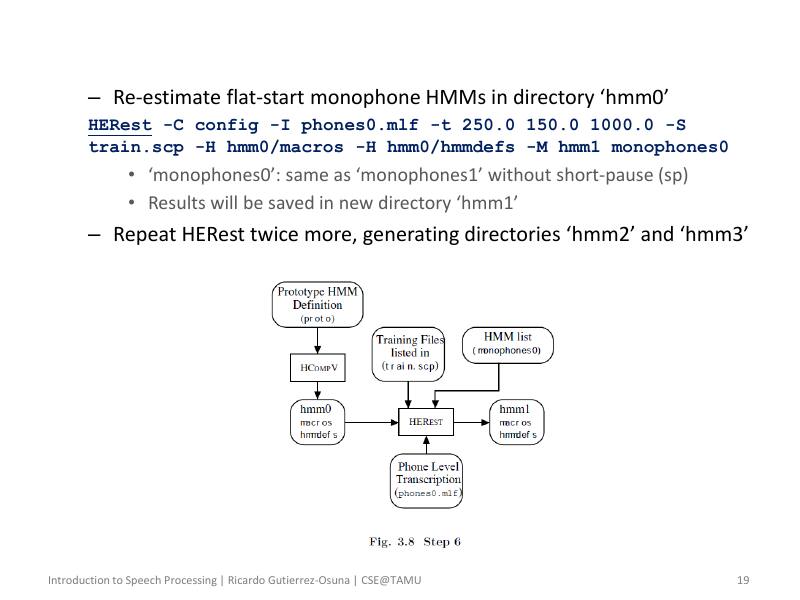 – Re-estimate flat-start monophone HMMs in directory ‘hmm0’
HERest -C config -I phones0.mlf -t 250.0 150.0 1000.0 -S
train.scp -H hmm0/macros -H hmm0/hmmdefs -M hmm1 monophones0
• ‘monophones0’: same as ‘monophones1’ without short-pause (sp)
• Results will be saved in new directory ‘hmm1’
– Repeat HERest twice more, generating directories ‘hmm2’ and ‘hmm3’
Prototype HMM
Definition
(proto)
Training Files
listed in
(train.scp)
HMM list
(monophones0)
HCOMPV
hmm0
macros
hmmdefs
HEREST
hmm1
macros
hmmdefs
Phone Level
Transcription
(phones0.mlf)
Fig. 3.8 Step 6
Introduction to Speech Processing | Ricardo Gutierrez-Osuna | CSE@TAMU
19